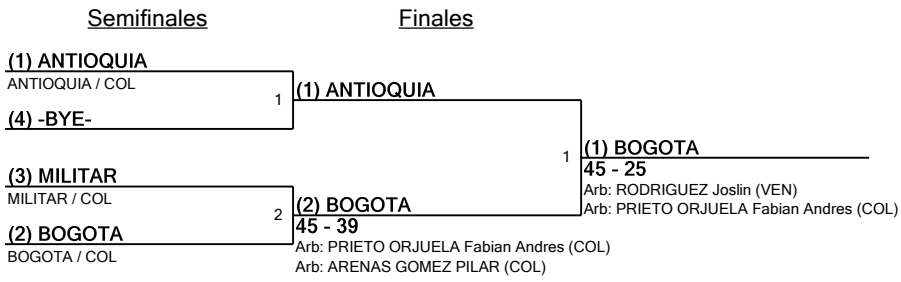 Semifinales
Finales
(1) ANTIOQUIA
ANTIOQUIA / COL
(4) -BYE-
1
(1) ANTIOQUIA
(3) MILITAR
MILITAR / COL
(2) BOGOTA
BOGOTA / COL
2
(2) BOGOTA
45 - 39
Arb: PRIETO ORJUELA Fabian Andres (COL)
Arb: ARENAS GOMEZ PILAR (COL)
1
(1) BOGOTA
45 - 25
Arb: RODRIGUEZ Joslin (VEN)
Arb: PRIETO ORJUELA Fabian Andres (COL)